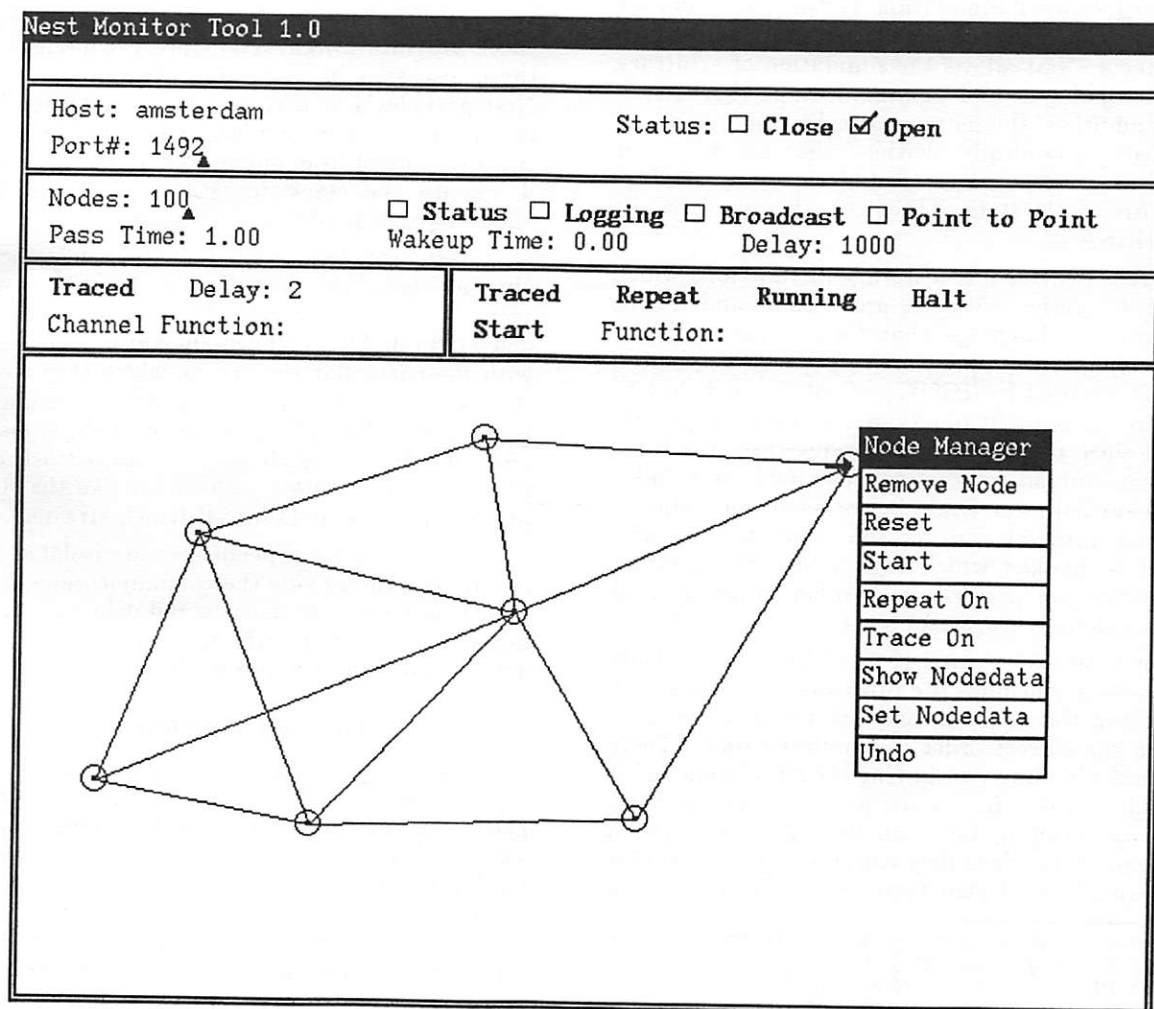 Nest Monitor Tool 1.0
Host: amsterdam
Status: Close Open
Port#: 1492
Nodes: 100
Status Logging Broadcast Point to Point
Pass Time: 1.00
Wakeup Time: 0.00 Delay: 1000
Traced Delay: 2
Channel Function:
Traced Repeat Running Halt
Start Function:
Node Manager
Remove Node
Reset
Start
Repeat On
Trace On
Show Nodedata
Set Nodedata
Undo